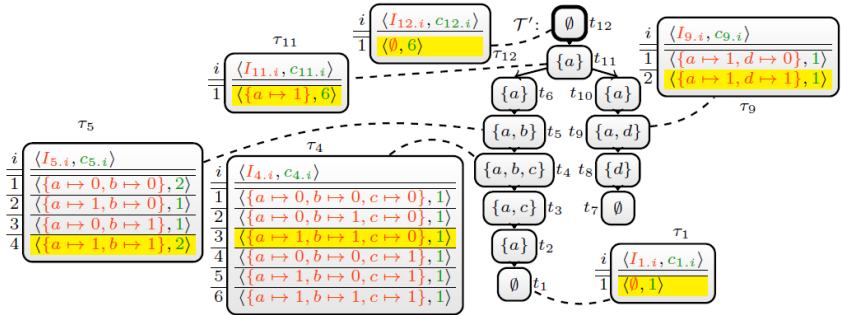 i ⟨I₁₂.ᵢ, c₁₂.ᵢ⟩
1 ⟨∅, 6⟩
τ₁₂
𝒯′: ∅ t₁₂
τ₁₁
i ⟨I₁₁.ᵢ, c₁₁.ᵢ⟩
1 ⟨{a ↦ 1}, 6⟩
{a} t₁₁
{a} t₆
t₁₀ {a}
{a, b} t₅
t₉ {a, d}
{a, b, c} t₄
t₈ {d}
{a, c} t₃
t₇ ∅
{a} t₂
∅ t₁
i ⟨I₉.ᵢ, c₉.ᵢ⟩
1 ⟨{a ↦ 1, d ↦ 0}, 1⟩
2 ⟨{a ↦ 1, d ↦ 1}, 1⟩
τ₉
τ₅
i ⟨I₅.ᵢ, c₅.ᵢ⟩
1 ⟨{a ↦ 0, b ↦ 0}, 2⟩
2 ⟨{a ↦ 1, b ↦ 0}, 1⟩
3 ⟨{a ↦ 0, b ↦ 1}, 1⟩
4 ⟨{a ↦ 1, b ↦ 1}, 2⟩
τ₄
i ⟨I₄.ᵢ, c₄.ᵢ⟩
1 ⟨{a ↦ 0, b ↦ 0, c ↦ 0}, 1⟩
2 ⟨{a ↦ 0, b ↦ 1, c ↦ 0}, 1⟩
3 ⟨{a ↦ 1, b ↦ 1, c ↦ 0}, 1⟩
4 ⟨{a ↦ 0, b ↦ 0, c ↦ 1}, 1⟩
5 ⟨{a ↦ 1, b ↦ 0, c ↦ 1}, 1⟩
6 ⟨{a ↦ 1, b ↦ 1, c ↦ 1}, 1⟩
τ₁
i ⟨I₁.ᵢ, c₁.ᵢ⟩
1 ⟨∅, 1⟩